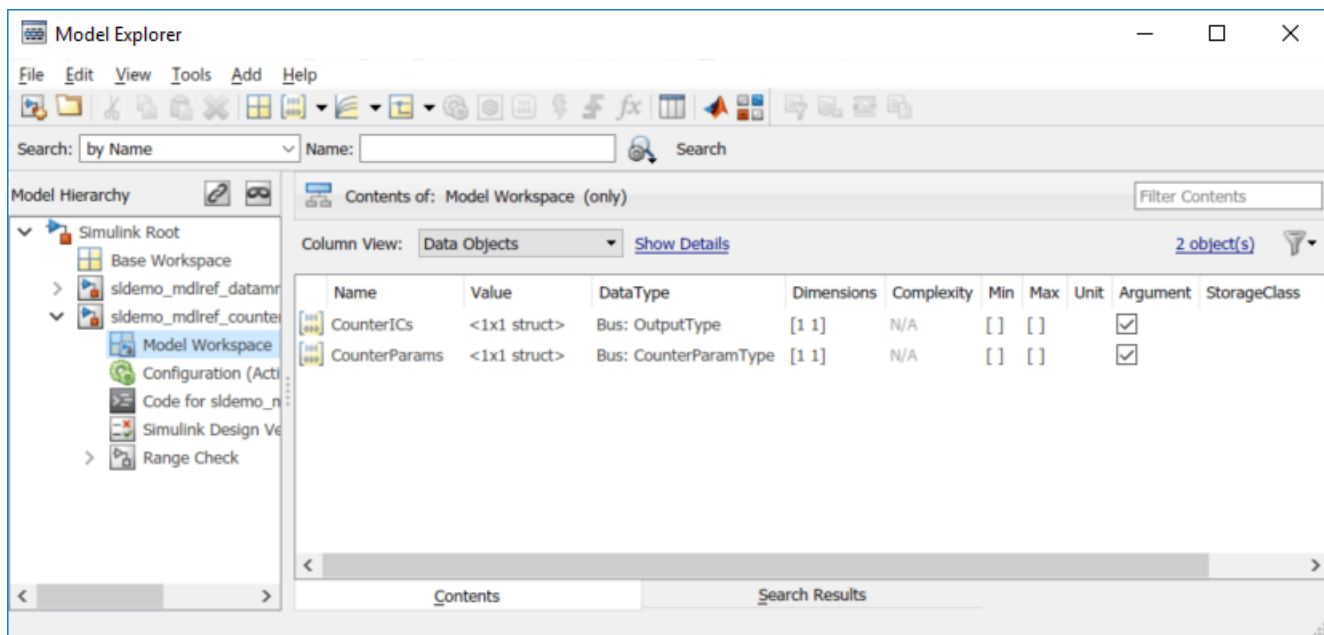 Model Explorer
File Edit View Tools Add Help
Search: by Name Name: Search
Model Hierarchy
Simulink Root
Base Workspace
sldemo_mdlref_datamr
sldemo_mdlref_counte
Model Workspace
Configuration (Acti
Code for sldemo_n
Simulink Design Ve
Range Check
Contents of: Model Workspace (only) Filter Contents
Column View: Data Objects Show Details 2 object(s)
Name Value DataType Dimensions Complexity Min Max Unit Argument StorageClass
CounterICs <1x1 struct> Bus: OutputType [1 1] N/A [ ] [ ]
CounterParams <1x1 struct> Bus: CounterParamType [1 1] N/A [ ] [ ]
Contents Search Results